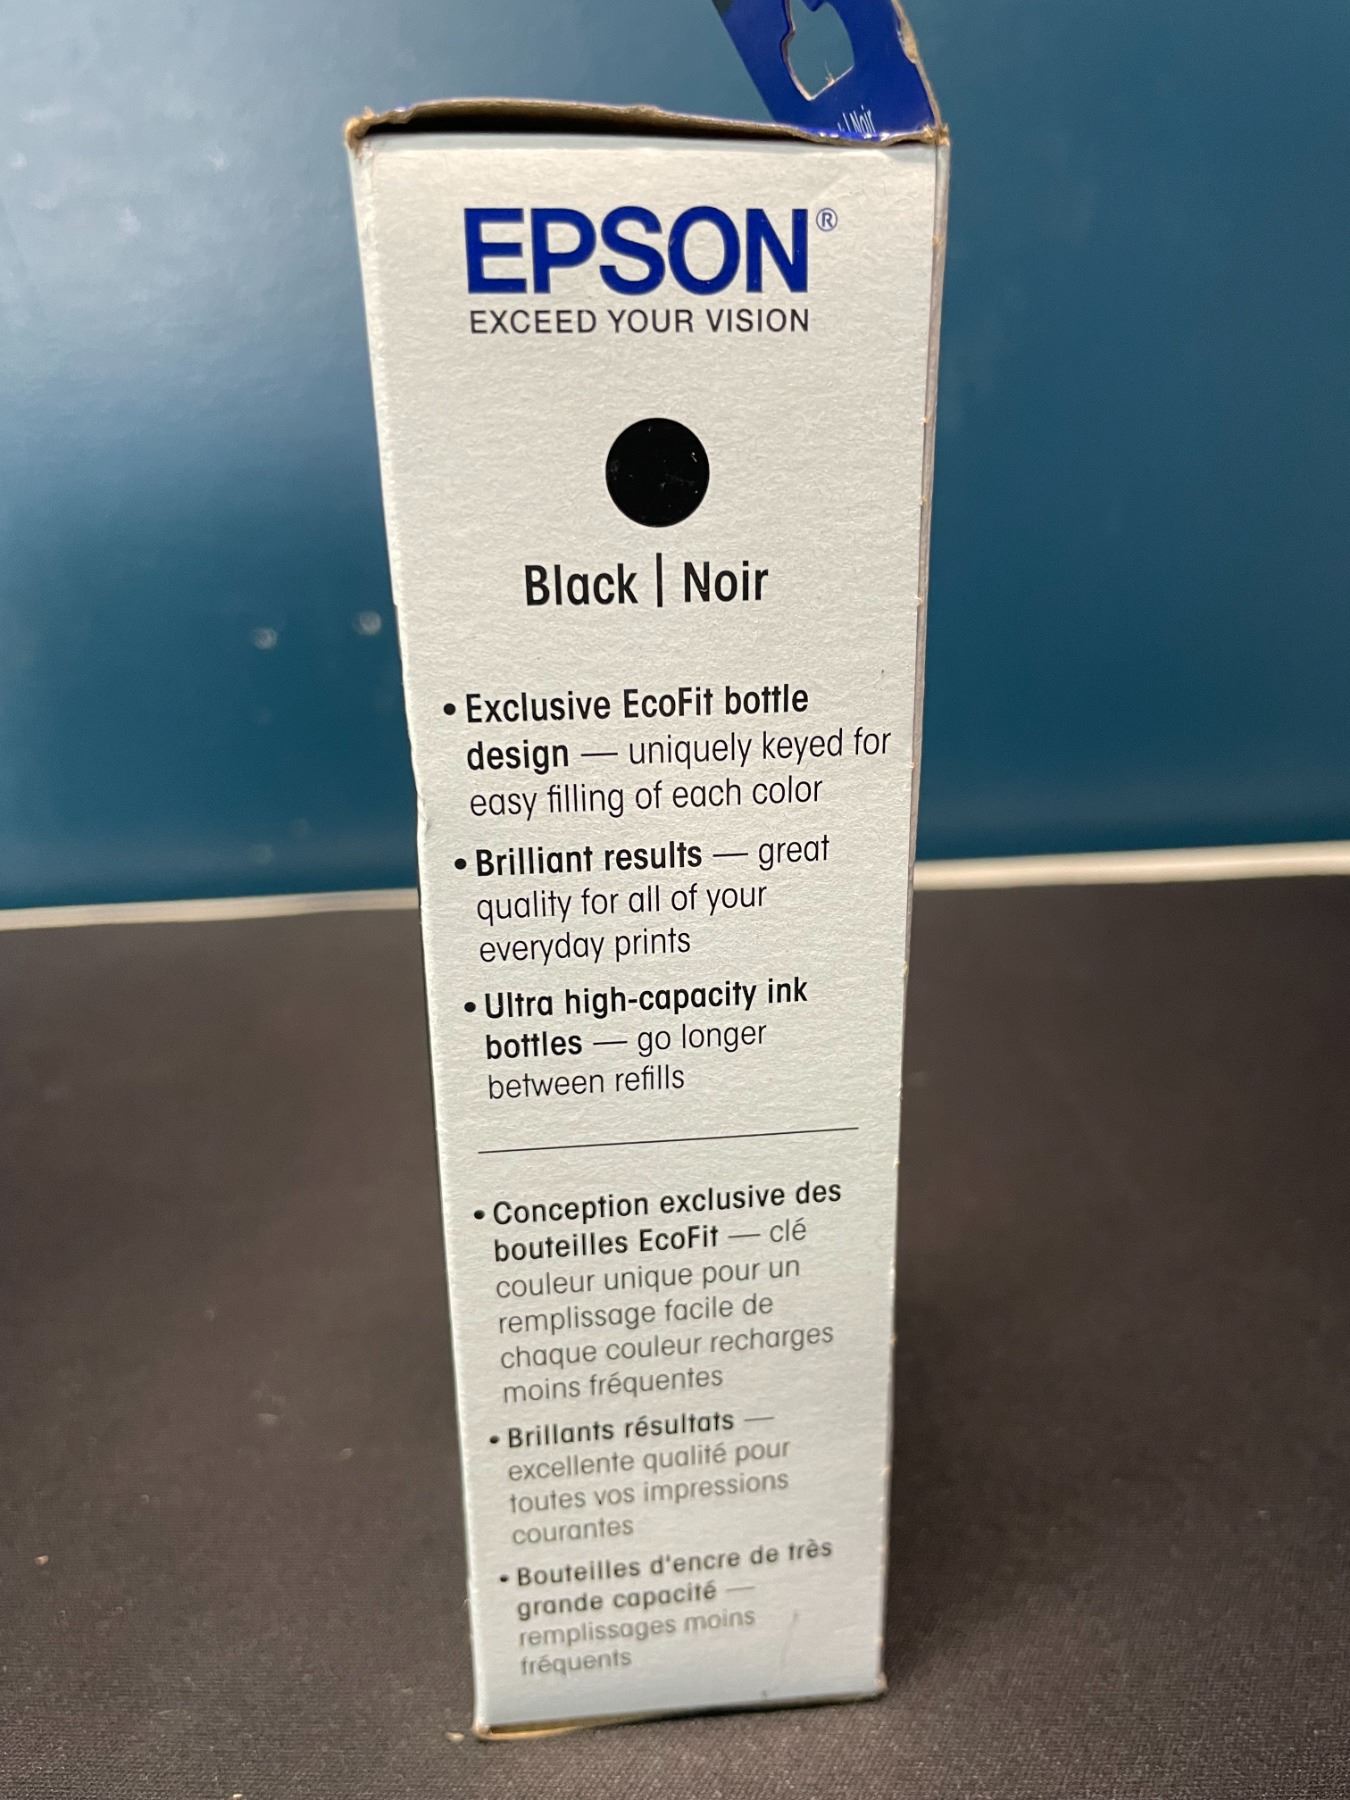 | Noir
EPSON®
EXCEED YOUR VISION
Black | Noir
• Exclusive EcoFit bottle
design — uniquely keyed for
easy filling of each color
• Brilliant results — great
quality for all of your
everyday prints
• Ultra high-capacity ink
bottles — go longer
between refills
• Conception exclusive des
bouteilles EcoFit — clé
couleur unique pour un
remplissage facile de
chaque couleur recharges
moins fréquentes
• Brillants résultats —
excellente qualité pour
toutes vos impressions
courantes
• Bouteilles d'encre de très
grande capacité —
remplissages moins
fréquents